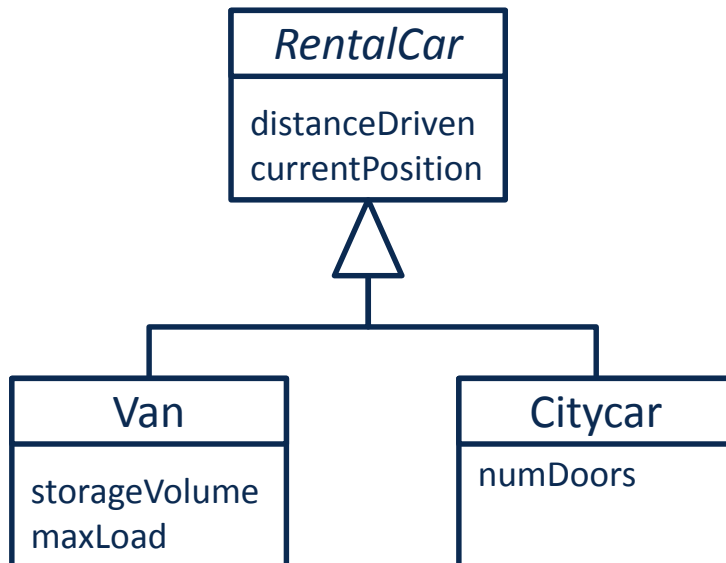 RentalCar
distanceDriven
currentPosition
Van
storageVolume
maxLoad
Citycar
numDoors